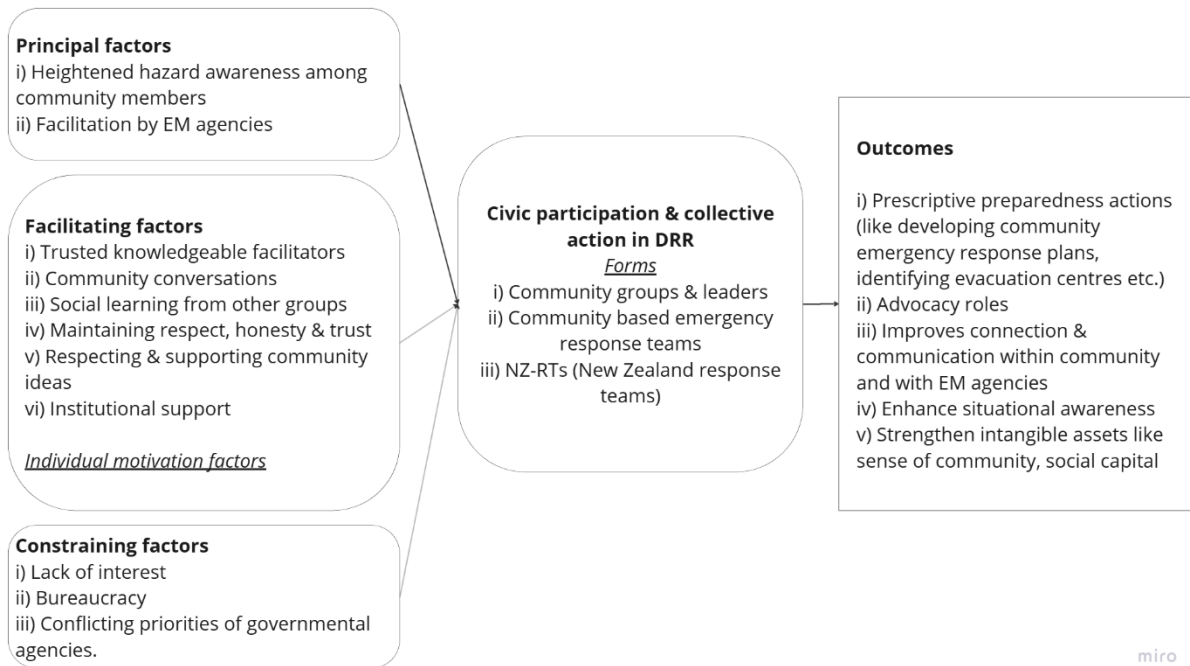 Principal factors
i) Heightened hazard awareness among
community members
ii) Facilitation by EM agencies
Facilitating factors
i) Trusted knowledgeable facilitators
ii) Community conversations
iii) Social learning from other groups
iv) Maintaining respect, honesty & trust
v) Respecting & supporting community
ideas
vi) Institutional support
Individual motivation factors
Constraining factors
i) Lack of interest
ii) Bureaucracy
iii) Conflicting priorities of governmental
agencies.
Civic participation & collective
action in DRR
Forms
i) Community groups & leaders
ii) Community based emergency
response teams
iii) NZ-RTs (New Zealand response
teams)
Outcomes
i) Prescriptive preparedness actions
(like developing community
emergency response plans,
identifying evacuation centres etc.)
ii) Advocacy roles
iii) Improves connection &
communication within community
and with EM agencies
iv) Enhance situational awareness
v) Strengthen intangible assets like
sense of community, social capital
miro